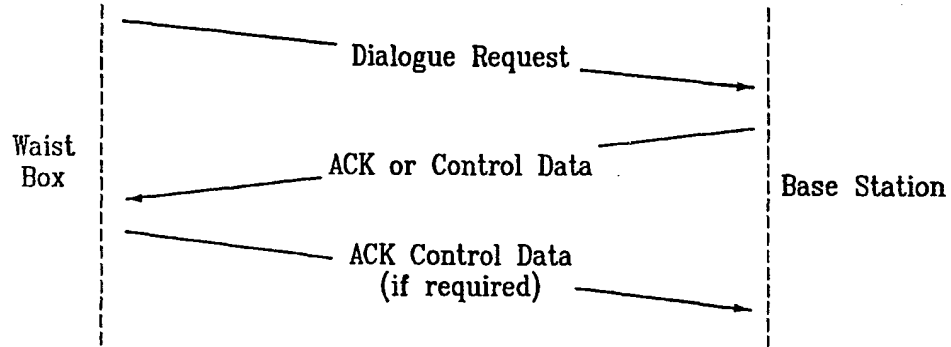 Dialogue Request
Waist
Box
ACK or Control Data
Base Station
ACK Control Data
(if required)